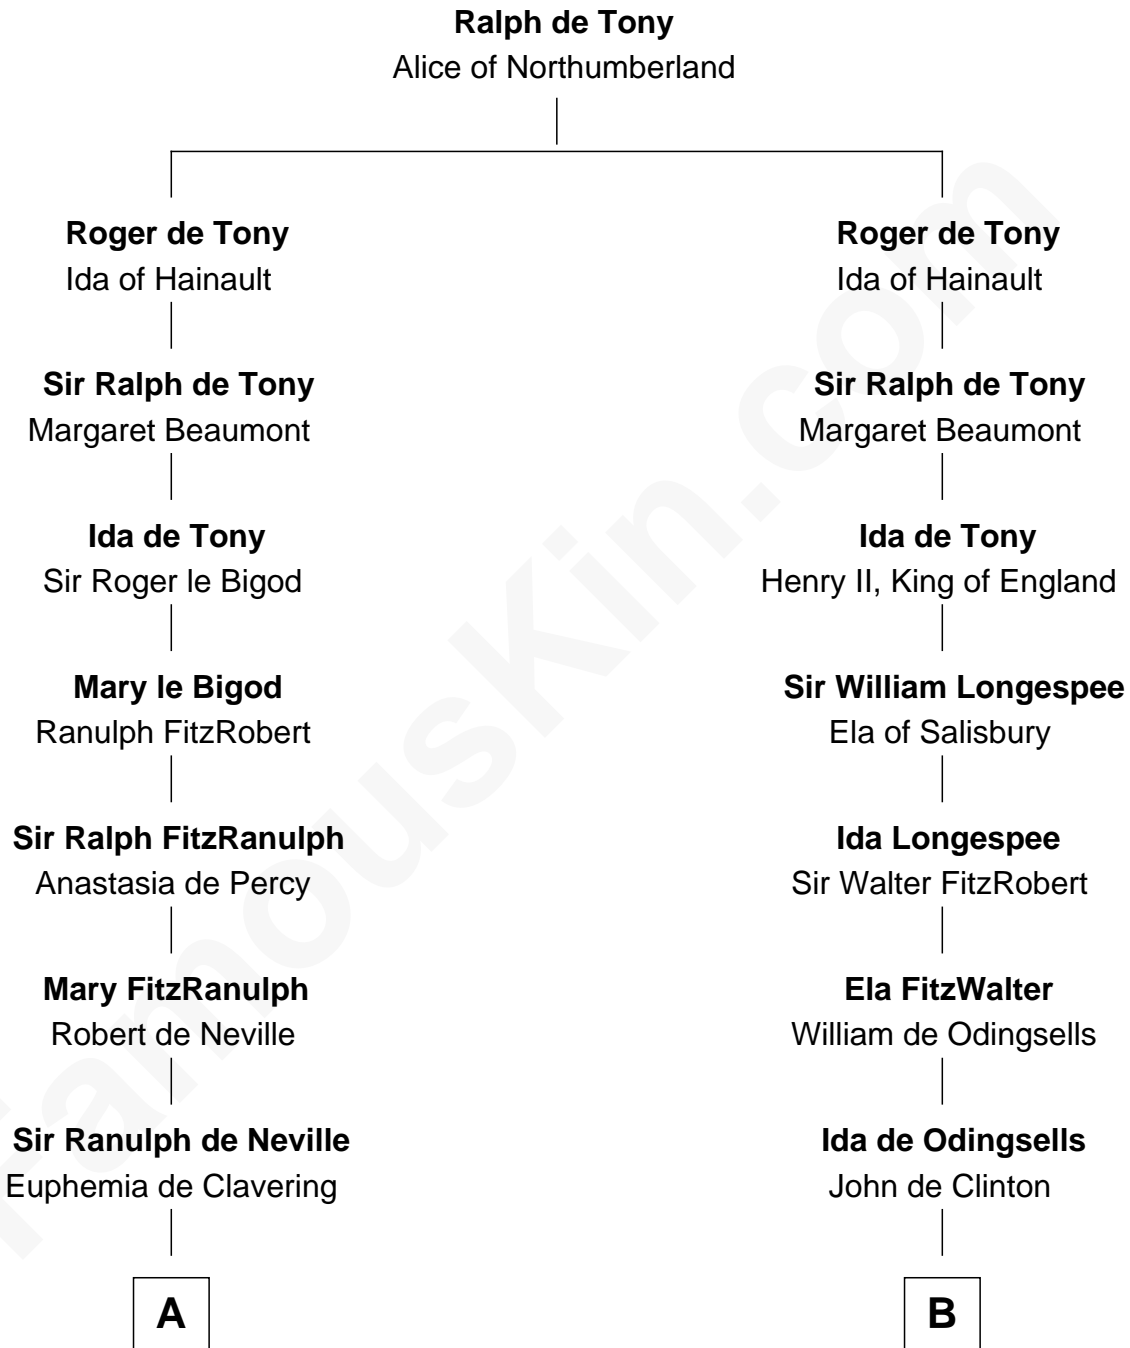 Ralph de Tony
Alice of Northumberland
Roger de Tony
Ida of Hainault
Roger de Tony
Ida of Hainault
Sir Ralph de Tony
Margaret Beaumont
Sir Ralph de Tony
Margaret Beaumont
Ida de Tony
Sir Roger le Bigod
Ida de Tony
Henry II, King of England
Mary le Bigod
Ranulph FitzRobert
Sir William Longespee
Ela of Salisbury
Sir Ralph FitzRanulph
Anastasia de Percy
Ida Longespee
Sir Walter FitzRobert
Mary FitzRanulph
Robert de Neville
Ela FitzWalter
William de Odingsells
Sir Ranulph de Neville
Euphemia de Clavering
Ida de Odingsells
John de Clinton
A
B
FamousKin.com